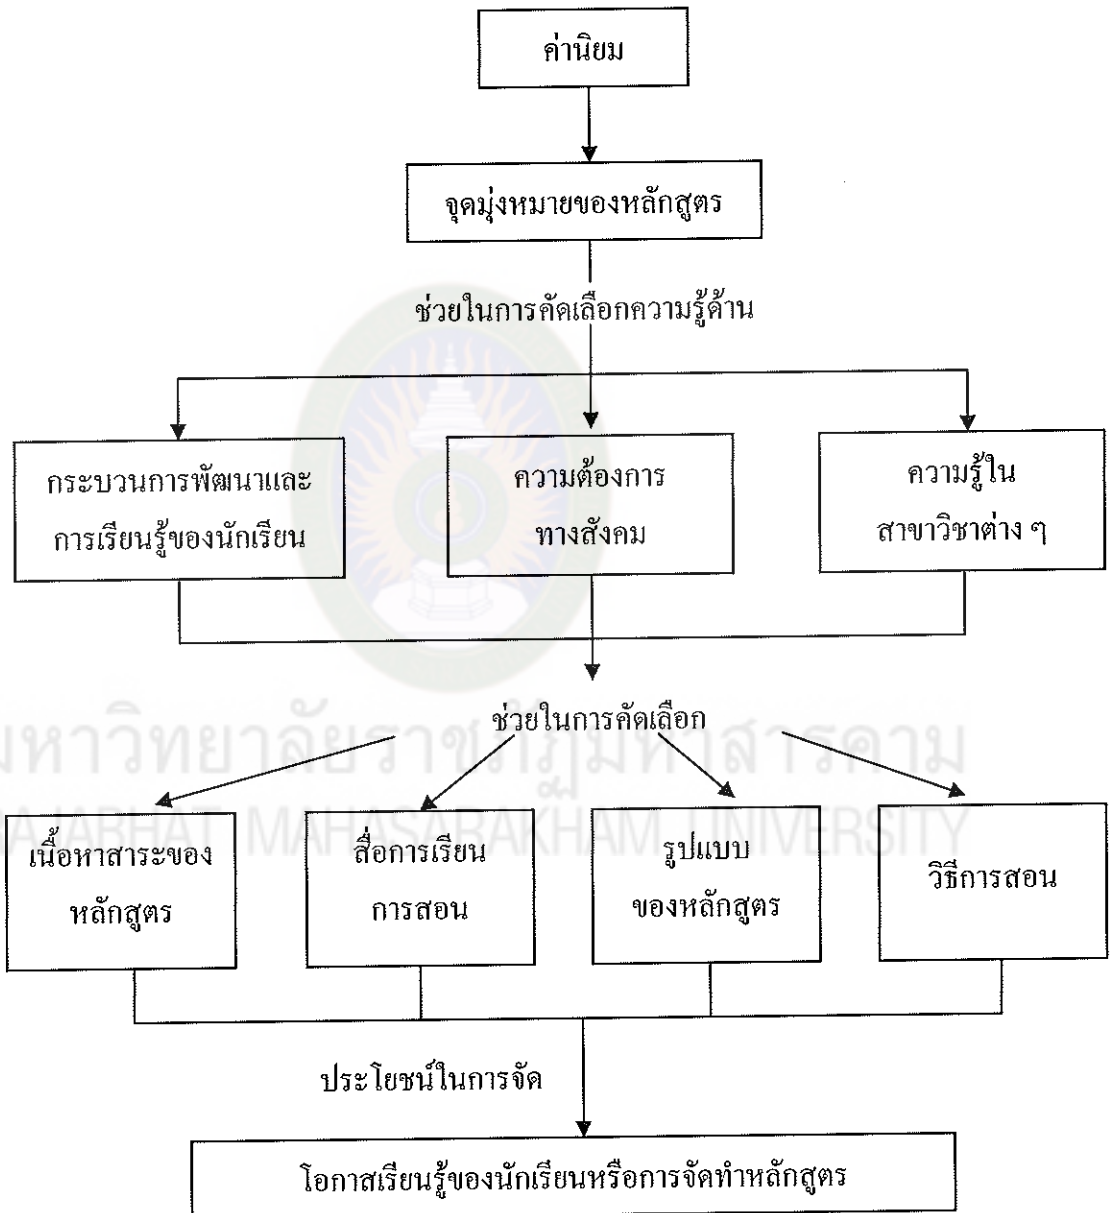 ค่านิยม
จุดมุ่งหมายของหลักสูตร
ช่วยในการคัดเลือกความรู้ด้าน
กระบวนการพัฒนาและ
การเรียนรู้ของนักเรียน
ความต้องการ
ทางสังคม
ความรู้ใน
สาขาวิชาต่าง ๆ
มหาวิทยาลัยราชภัฏมหาสารคาม
ช่วยในการคัดเลือก
AJABHAT MAHASARAKHAM UNIVERSITY
เนื้อหาสาระของ
หลักสูตร
สื่อการเรียน
การสอน
รูปแบบ
ของหลักสูตร
วิธีการสอน
ประโยชน์ในการจัด
โอกาสเรียนรู้ของนักเรียนหรือการจัดทำหลักสูตร